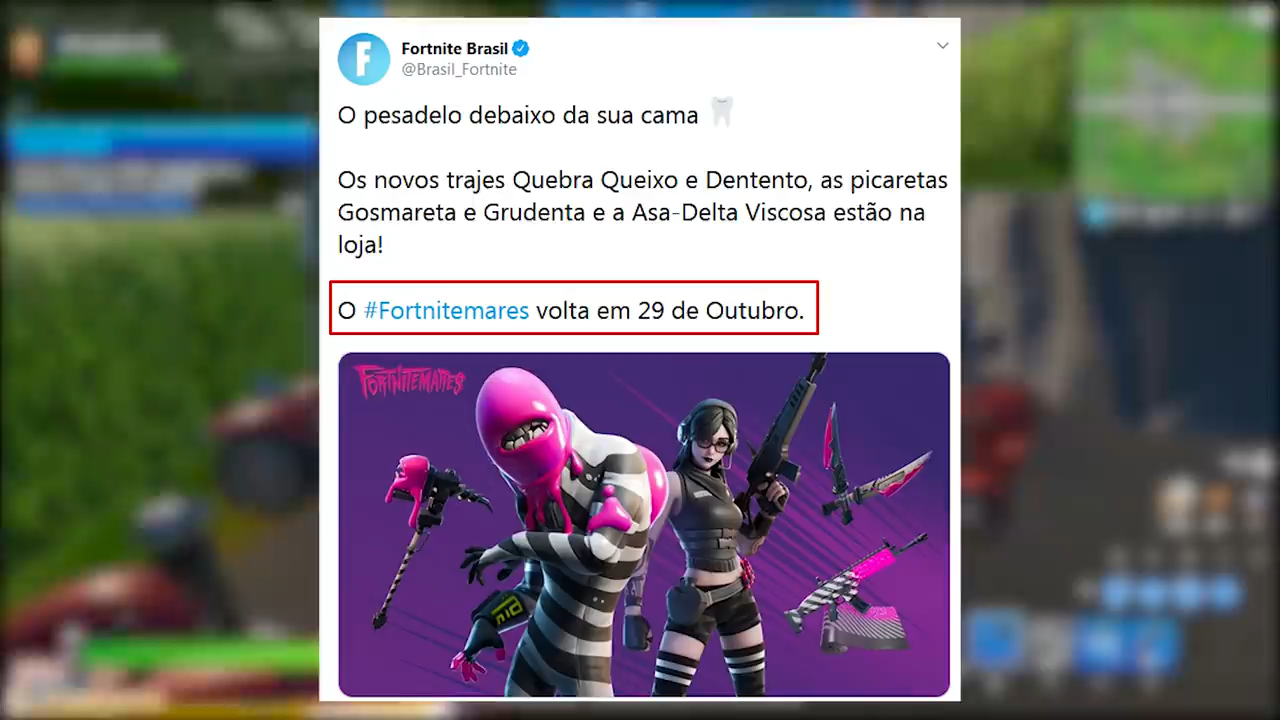 Fortnite Brasil
@Brasil_Fortnite
O pesadelo debaixo da sua cama 🦷
Os novos trajes Quebra Queixo e Dentento, as picaretas
Gosmareta e Grudenta e a Asa-Delta Viscosa estão na
loja!
O #Fortnitemares volta em 29 de Outubro.
FORTNITEMARES